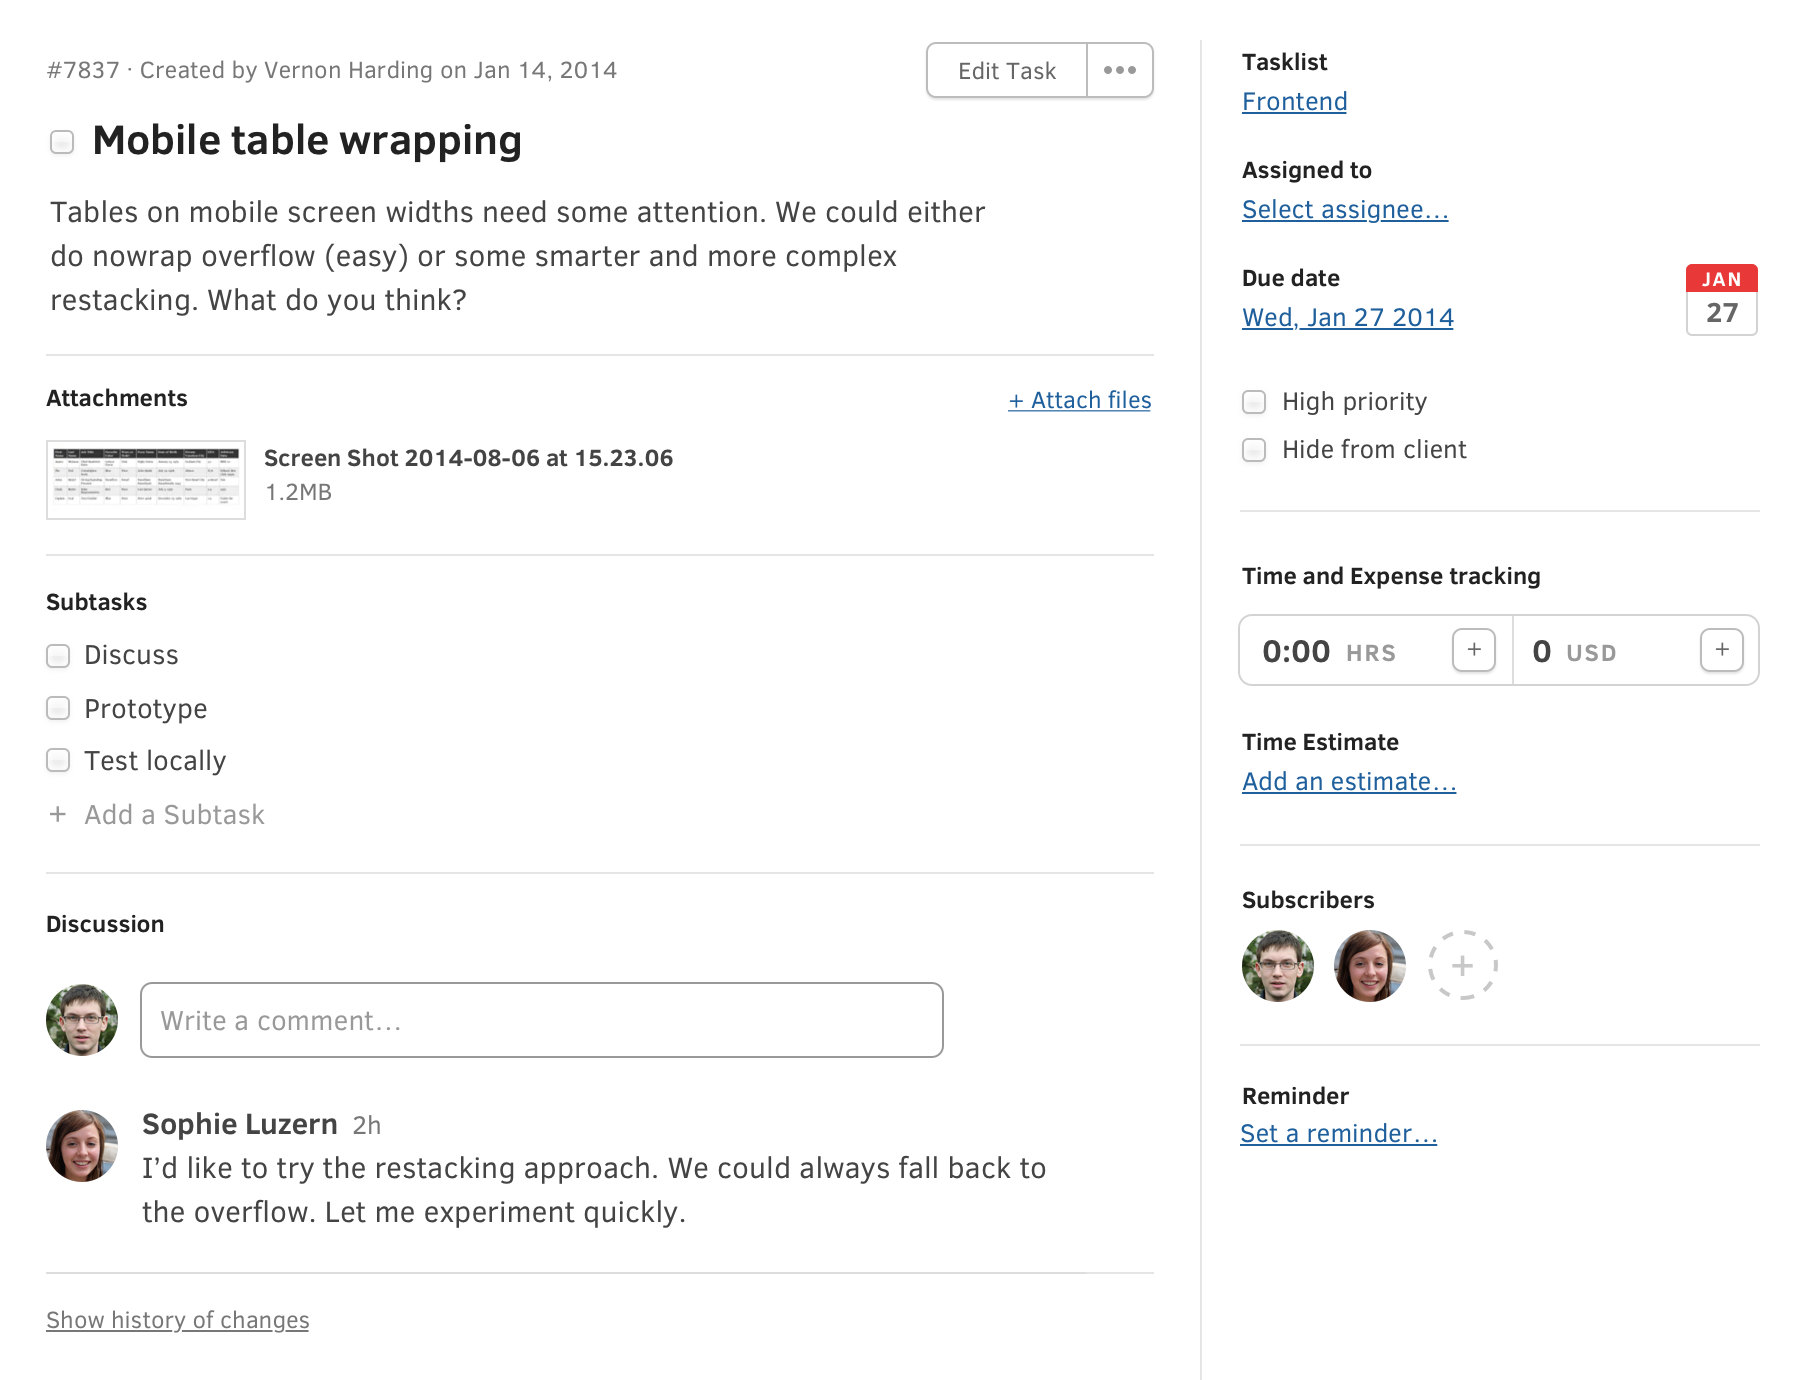 #7837 · Created by Vernon Harding on Jan 14, 2014
Edit Task
Mobile table wrapping
Tables on mobile screen widths need some attention. We could either
do nowrap overflow (easy) or some smarter and more complex
restacking. What do you think?
Attachments
+ Attach files
Screen Shot 2014-08-06 at 15.23.06
1.2MB
Subtasks
Discuss
Prototype
Test locally
+ Add a Subtask
Discussion
Write a comment…
Sophie Luzern 2h
I’d like to try the restacking approach. We could always fall back to
the overflow. Let me experiment quickly.
Show history of changes
Tasklist
Frontend
Assigned to
Select assignee…
Due date
Wed, Jan 27 2014
JAN
27
High priority
Hide from client
Time and Expense tracking
0:00 HRS +
0 USD +
Time Estimate
Add an estimate…
Subscribers
+
Reminder
Set a reminder…